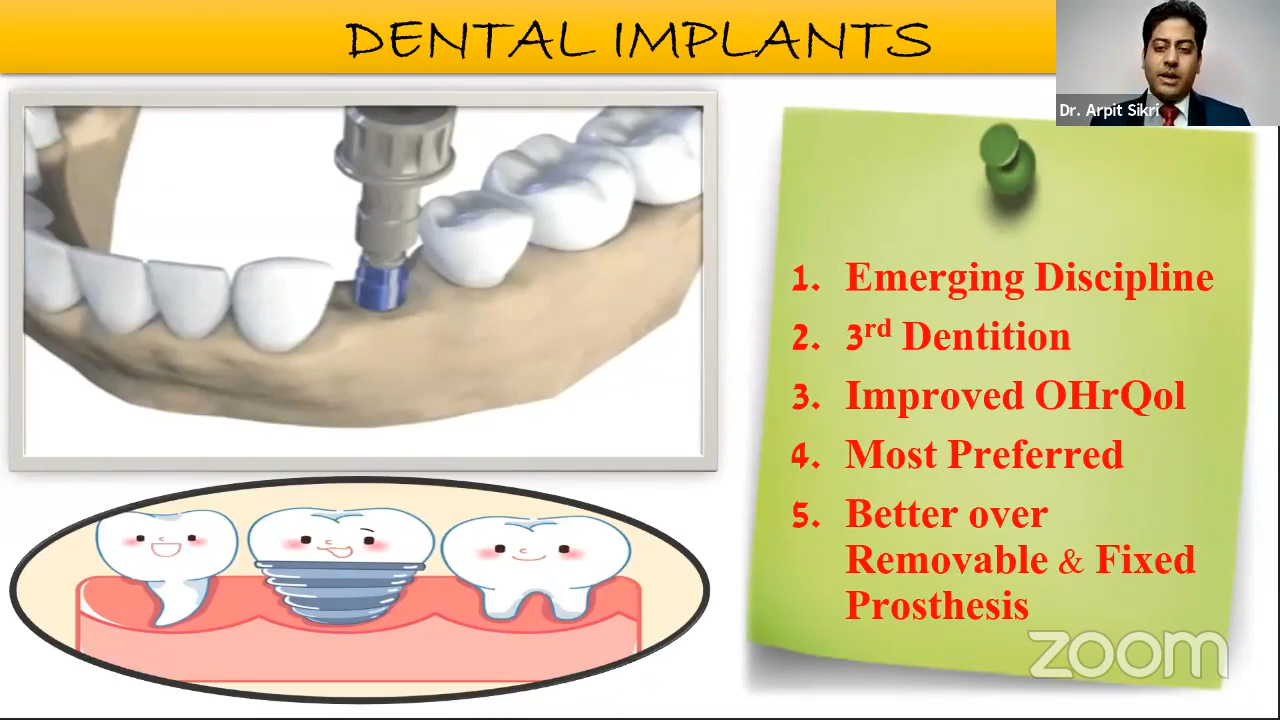 DENTAL IMPLANTS
Dr. Arpit Sikri
1. Emerging Discipline
2. 3rd Dentition
3. Improved OHrQol
4. Most Preferred
5. Better over
Removable & Fixed
Prosthesis
zoom